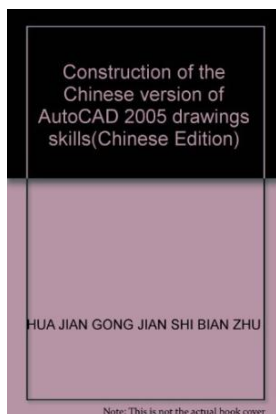 Construction of the
Chinese version of
AutoCAD 2005 drawings
skills(Chinese Edition)
HUA JIAN GONG JIAN SHI BIAN ZHU
Note: This is not the actual book cover